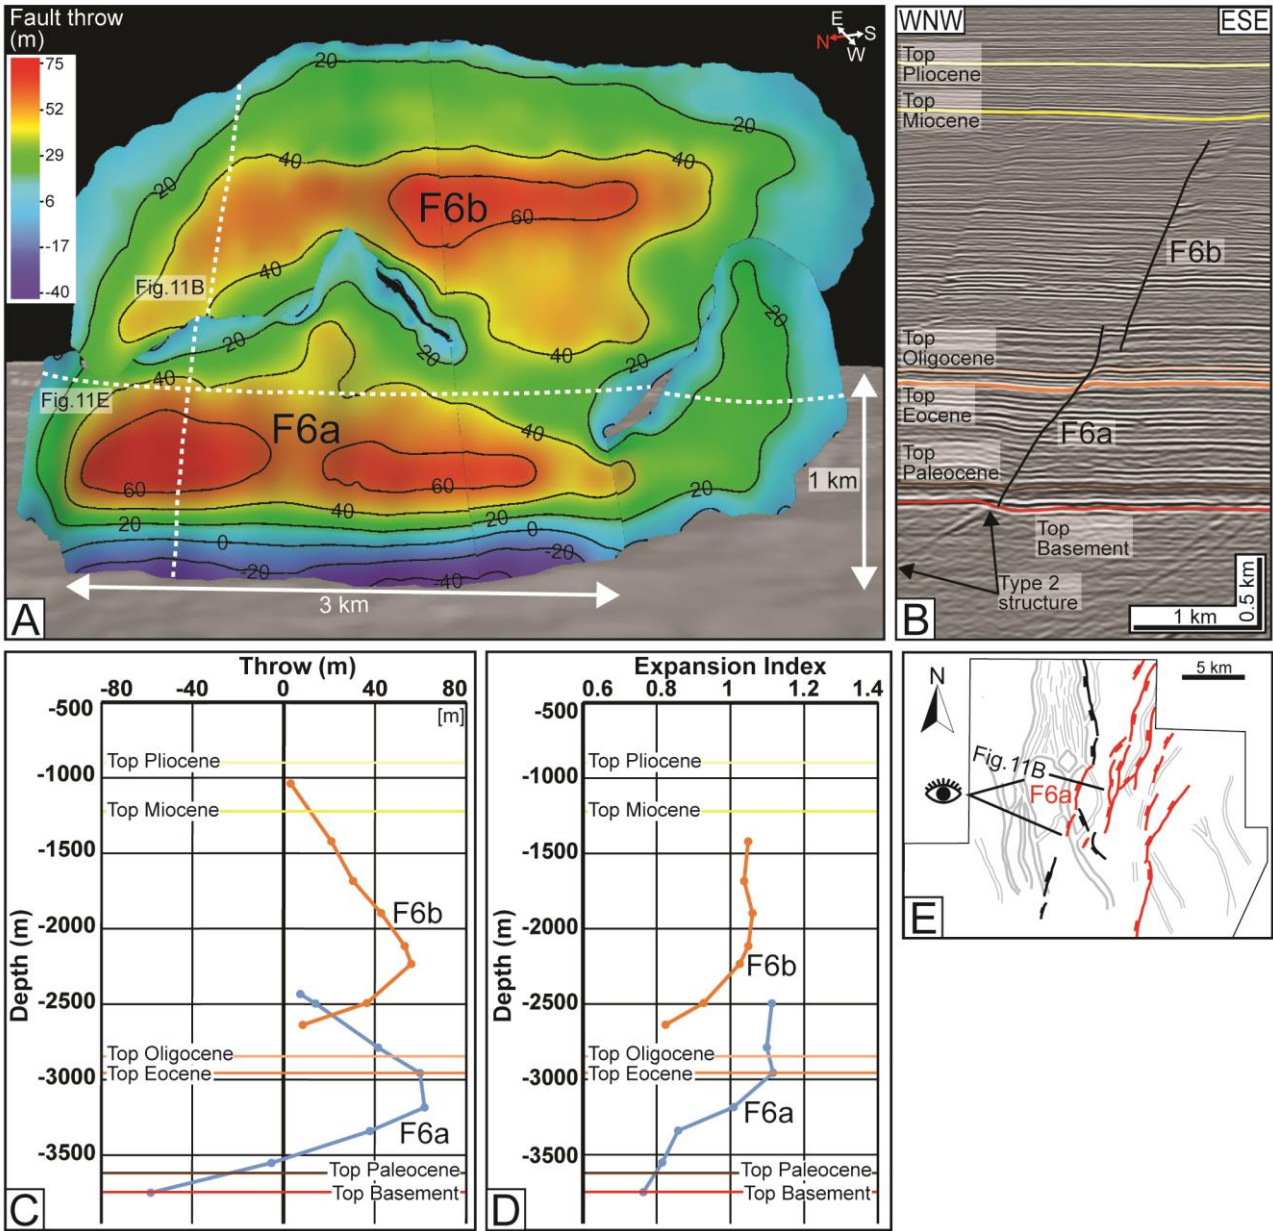 Fault throw
(m)
75
52
29
6
-17
-40
E
N
S
W
20
20
20
40
40
F6b
60
Fig.11B
40
40
20
20
40
20
20
Fig.11E
40
F6a
40
60
60
40
20
20
20
0
0
-20
-20
-40
1 km
3 km
A
WNW
ESE
Top
Pliocene
Top
Miocene
F6b
Top
Oligocene
Top
Eocene
F6a
Top
Paleocene
Top
Basement
Type 2
structure
1 km
0.5 km
B
Throw (m)
-80 -40 0 40 80
[m]
Depth (m)
-500
-1000
-1500
-2000
-2500
-3000
-3500
Top Pliocene
Top Miocene
F6b
Top Oligocene
Top Eocene
F6a
Top Paleocene
Top Basement
C
Expansion Index
0.6 0.8 1 1.2 1.4
Depth (m)
-500
-1000
-1500
-2000
-2500
-3000
-3500
Top Pliocene
Top Miocene
F6b
Top Oligocene
Top Eocene
F6a
Top Paleocene
Top Basement
D
N
5 km
Fig.11B
F6a
E